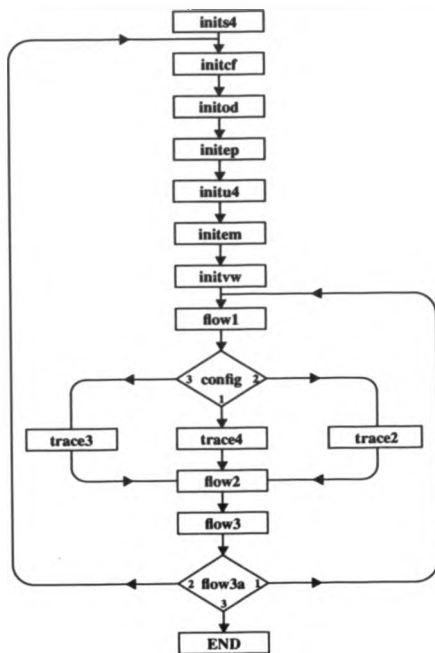 inits4
initcf
initod
initep
initu4
initem
initvw
flow1
3 config 2
1
trace3 trace4 trace2
flow2
flow3
2 flow3a 1
3
END